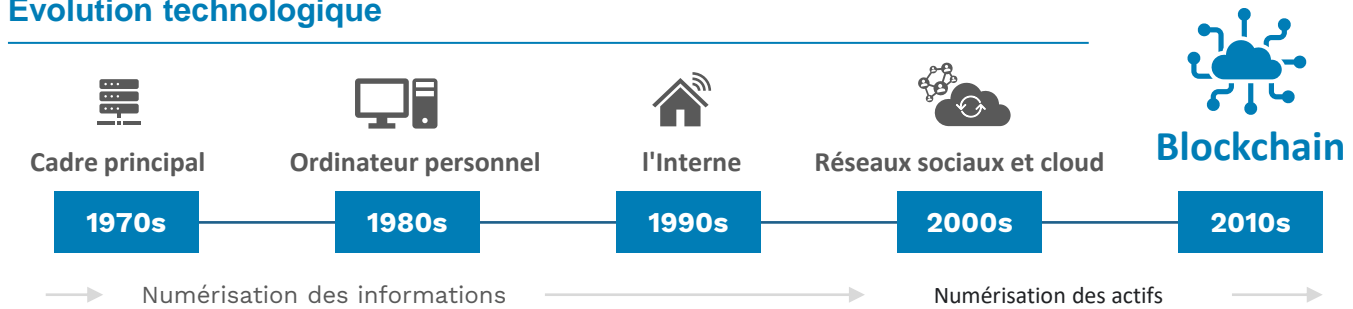 Evolution technologique
Blockchain
Cadre principal
Ordinateur personnel
l'Interne
Réseaux sociaux et cloud
1970s
1980s
1990s
2000s
2010s
Numérisation des informations
Numérisation des actifs